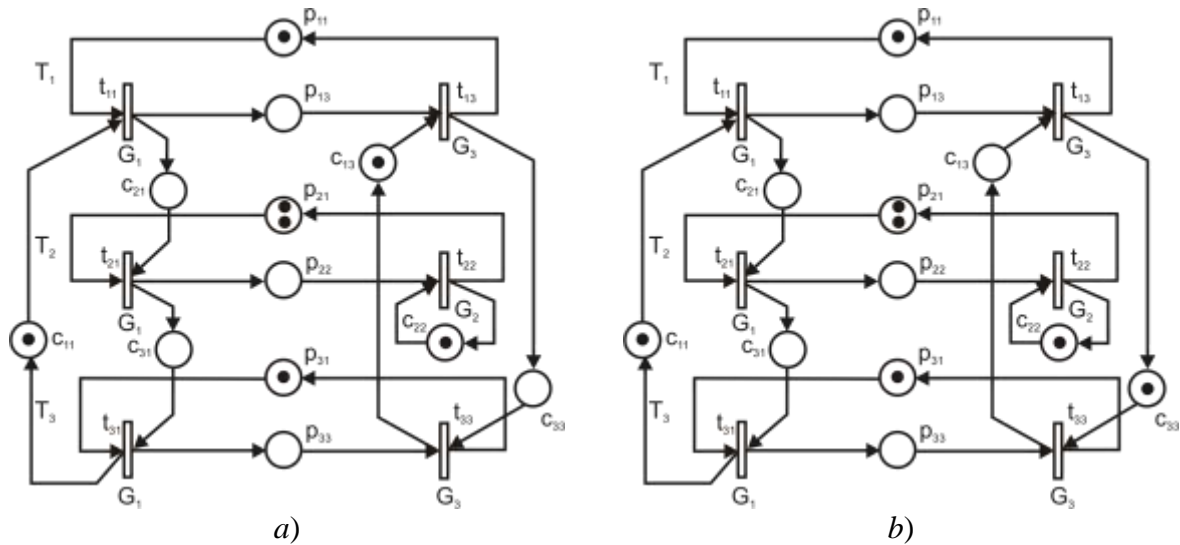 p11 p11
T1 t11 p13 t13 T1 t11 p13 t13
G1 c13 G3 G1 c13 G3
c21 p21 c21 p21
T2 t21 p22 t22 T2 t21 p22 t22
G1 c22 G2 G1 c22 G2
c11 c31 p31 c11 c31 p31
T3 t31 p33 t33 c33 T3 t31 p33 t33 c33
G1 G3 G1 G3
a) b)